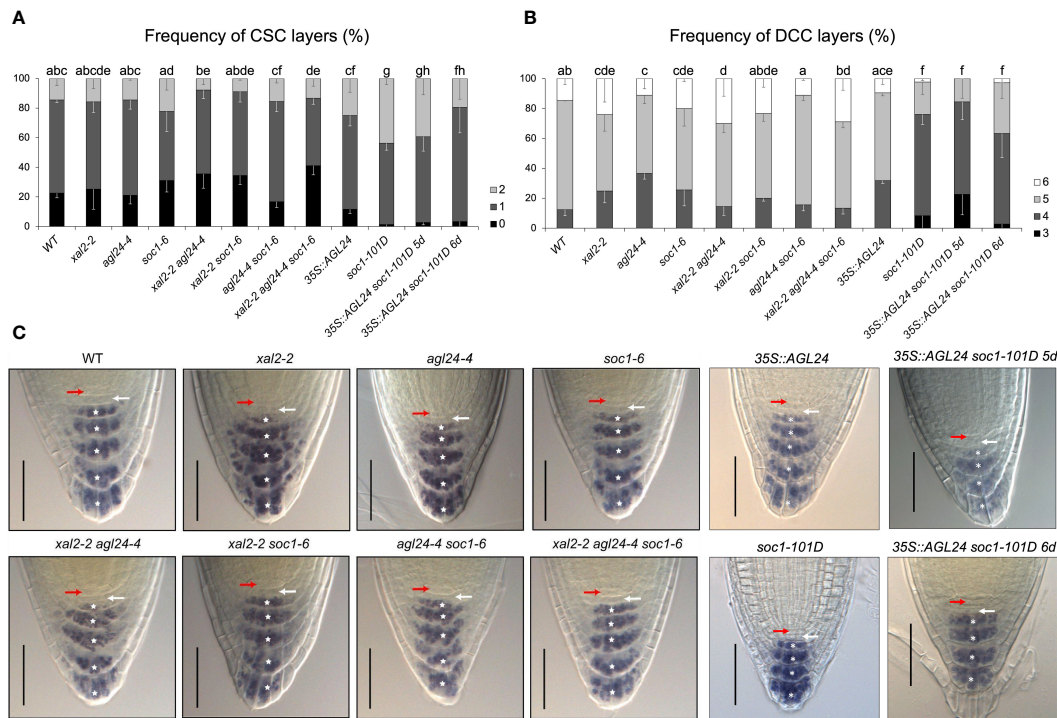 A
B
Frequency of CSC layers (%)
Frequency of DCC layers (%)
abc abcde abc ad be abde cf de cf g gh fh
100
80
60
40
20
0
2
1
0
WT
xal2-2
agl24-4
soc1-6
xal2-2 agl24-4
xal2-2 soc1-6
agl24-4 soc1-6
xal2-2 agl24-4 soc1-6
35S::AGL24
soc1-101D
35S::AGL24 soc1-101D 5d
35S::AGL24 soc1-101D 6d
ab cde c cde d abde a bd ace f f f
100
80
60
40
20
0
6
5
4
3
WT
xal2-2
agl24-4
soc1-6
xal2-2 agl24-4
xal2-2 soc1-6
agl24-4 soc1-6
xal2-2 agl24-4 soc1-6
35S::AGL24
soc1-101D
35S::AGL24 soc1-101D 5d
35S::AGL24 soc1-101D 6d
C
WT
xal2-2
agl24-4
soc1-6
35S::AGL24
35S::AGL24 soc1-101D 5d
xal2-2 agl24-4
xal2-2 soc1-6
agl24-4 soc1-6
xal2-2 agl24-4 soc1-6
soc1-101D
35S::AGL24 soc1-101D 6d